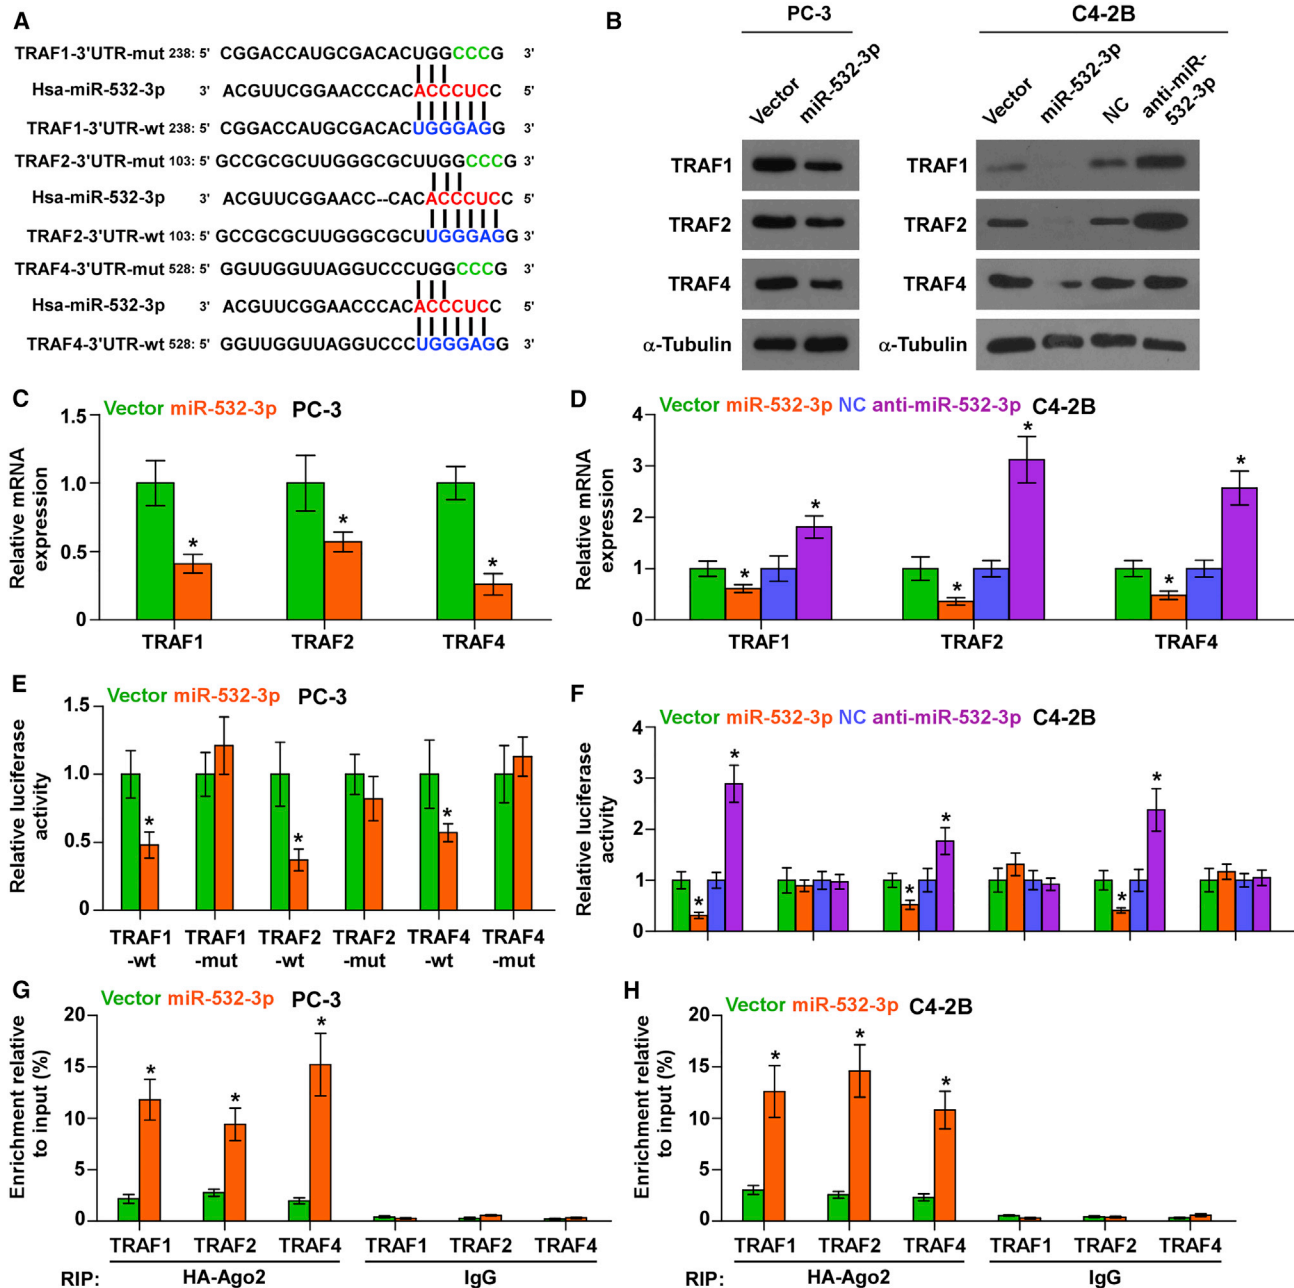 A
TRAF1-3'UTR-mut 238: 5' CGGACCAUGCGACACUGGCCCG 3'
Hsa-miR-532-3p 3' ACGUUCGGAACCCACACCCUCC 5'
TRAF1-3'UTR-wt 238: 5' CGGACCAUGCGACACUGGGAGG 3'
TRAF2-3'UTR-mut 103: 5' GCCGCGCUUGGGCGCUUGGCCCG 3'
Hsa-miR-532-3p 3' ACGUUCGGAACC--CACACCCUCC 5'
TRAF2-3'UTR-wt 103: 5' GCCGCGCUUGGGCGCUUGGGAGG 3'
TRAF4-3'UTR-mut 528: 5' GGUUGGUUAGGUCCCUGGCCCG 3'
Hsa-miR-532-3p 3' ACGUUCGGAACCCACACCCUCC 5'
TRAF4-3'UTR-wt 528: 5' GGUUGGUUAGGUCCCUGGGAGG 3'
B
PC-3
C4-2B
Vector
miR-532-3p
Vector
miR-532-3p
NC
anti-miR-
532-3p
TRAF1
TRAF1
TRAF2
TRAF2
TRAF4
TRAF4
α-Tubulin
α-Tubulin
C
Vector miR-532-3p PC-3
Relative mRNA
expression
1.5
1.0
0.5
0
*
*
*
TRAF1 TRAF2 TRAF4
D
Vector miR-532-3p NC anti-miR-532-3p C4-2B
Relative mRNA
expression
4
3
2
1
0
* * * * * *
TRAF1 TRAF2 TRAF4
E
Vector miR-532-3p PC-3
Relative luciferase
activity
1.5
1.0
0.5
0
* * *
TRAF1 TRAF1 TRAF2 TRAF2 TRAF4 TRAF4
-wt -mut -wt -mut -wt -mut
F
Vector miR-532-3p NC anti-miR-532-3p C4-2B
Relative luciferase
activity
4
3
2
1
0
* * * * * *
G
Vector miR-532-3p PC-3
Enrichment relative
to input (%)
20
15
10
5
0
* * *
TRAF1 TRAF2 TRAF4 TRAF1 TRAF2 TRAF4
RIP: HA-Ago2 IgG
H
Vector miR-532-3p C4-2B
Enrichment relative
to input (%)
20
15
10
5
0
* * *
TRAF1 TRAF2 TRAF4 TRAF1 TRAF2 TRAF4
RIP: HA-Ago2 IgG